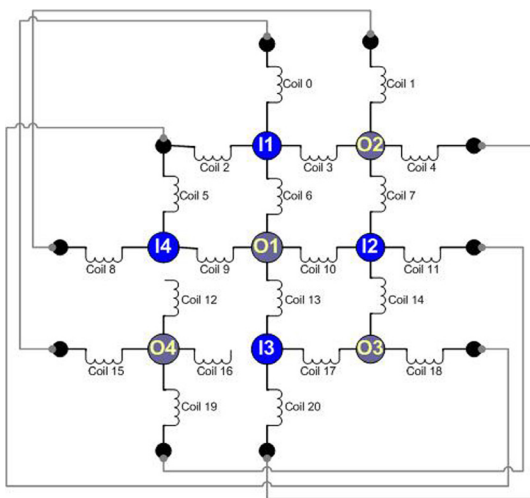 Coil 0
Coil 1
I1
O2
Coil 2
Coil 3
Coil 4
Coil 5
Coil 6
Coil 7
I4
O1
I2
Coil 8
Coil 9
Coil 10
Coil 11
Coil 12
Coil 13
Coil 14
O4
I3
O3
Coil 15
Coil 16
Coil 17
Coil 18
Coil 19
Coil 20